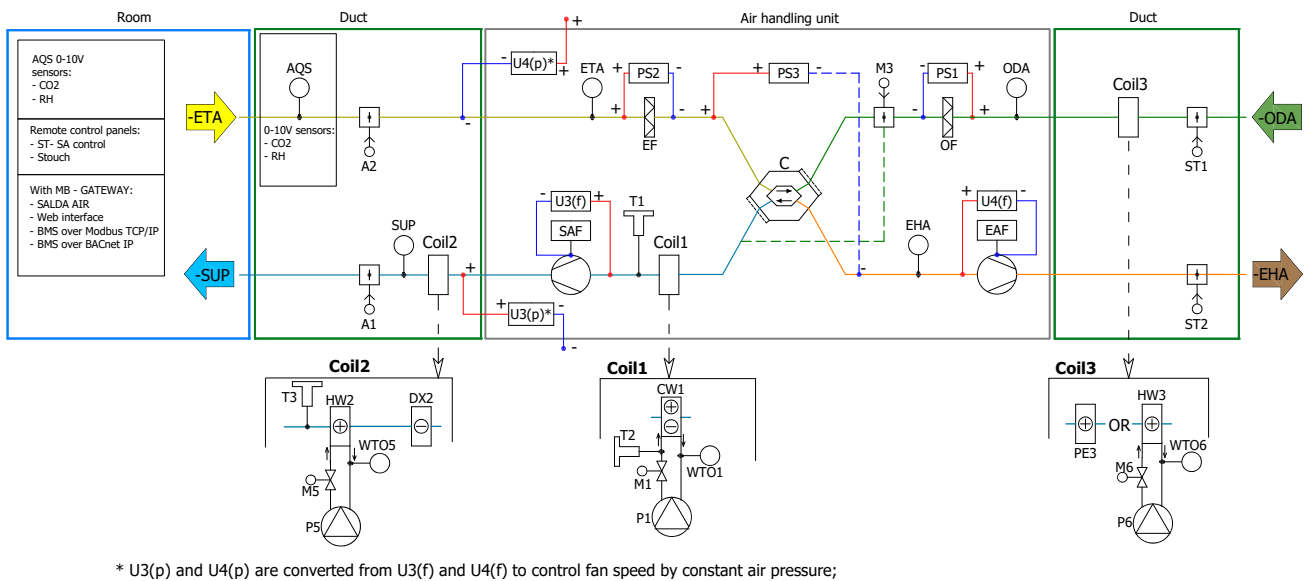 Room
Duct
Air handling unit
Duct
AQS 0-10V
sensors:
- CO2
- RH
Remote control panels:
- ST- SA control
- Stouch
With MB - GATEWAY:
- SALDA AIR
- Web interface
- BMS over Modbus TCP/IP
- BMS over BACnet IP
-ETA
-SUP
AQS
0-10V sensors:
- CO2
- RH
A2
SUP
Coil2
A1
+
- U4(p)* +
-
ETA
+ PS2 -
+ -
EF
+ PS3 -
+
-
M3
- PS1 +
- +
OF
ODA
C
- U3(f) +
SAF
T1
Coil1
+
+ U3(p)* -
-
EHA
+ U4(f) -
EAF
Coil3
ST1
ST2
-ODA
-EHA
Coil2
T3
HW2
DX2
WTO5
M5
P5
Coil1
CW1
T2
WTO1
M1
P1
Coil3
HW3
OR
PE3
WTO6
M6
P6
* U3(p) and U4(p) are converted from U3(f) and U4(f) to control fan speed by constant air pressure;